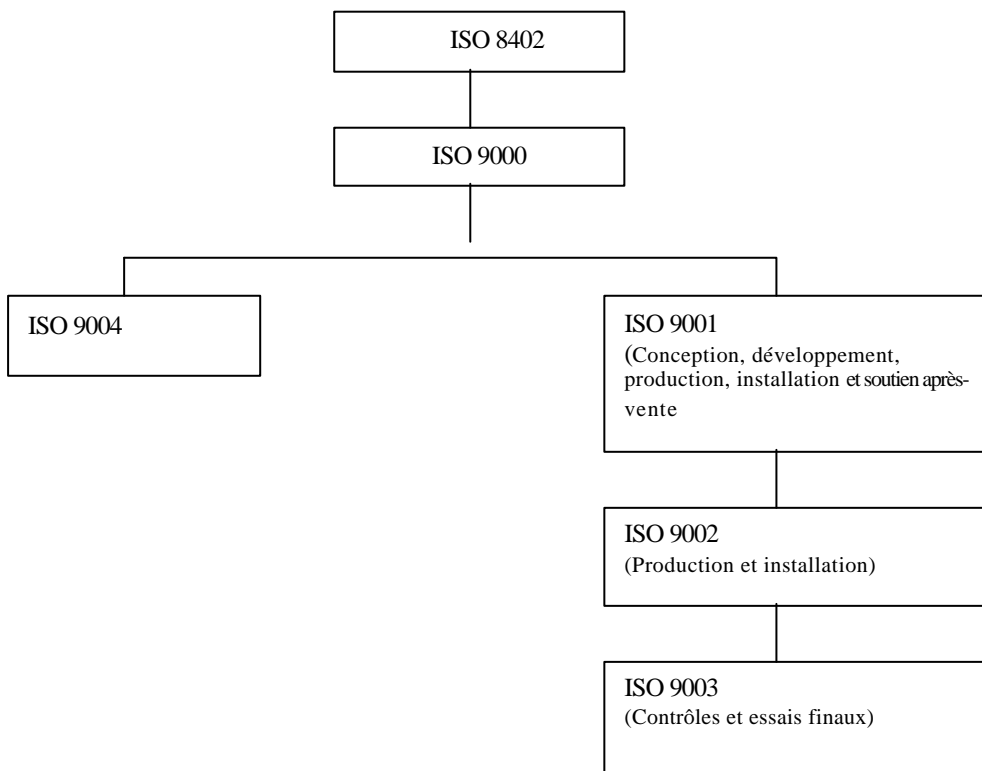 ISO 8402
ISO 9000
ISO 9004
ISO 9001
(Conception, développement,
production, installation et soutien après-
vente
ISO 9002
(Production et installation)
ISO 9003
(Contrôles et essais finaux)